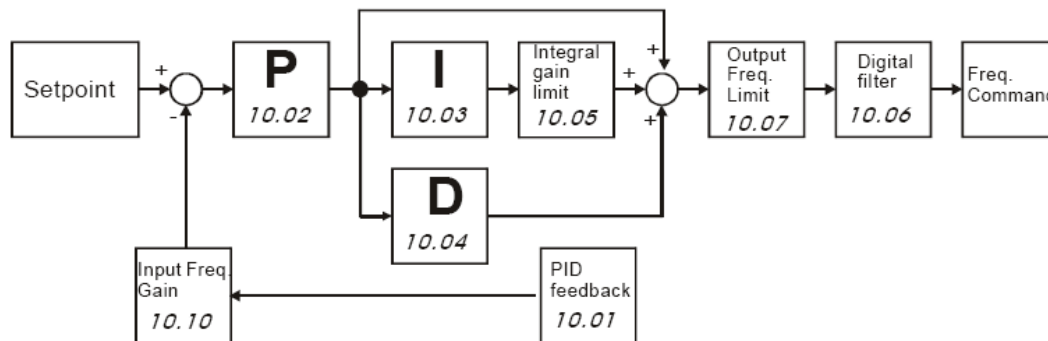 Setpoint
+
-
P
10.02
I
10.03
Integral
gain
limit
10.05
+
+
+
Output
Freq.
Limit
10.07
Digital
filter
10.06
Freq.
Command
D
10.04
Input Freq.
Gain
10.10
PID
feedback
10.01